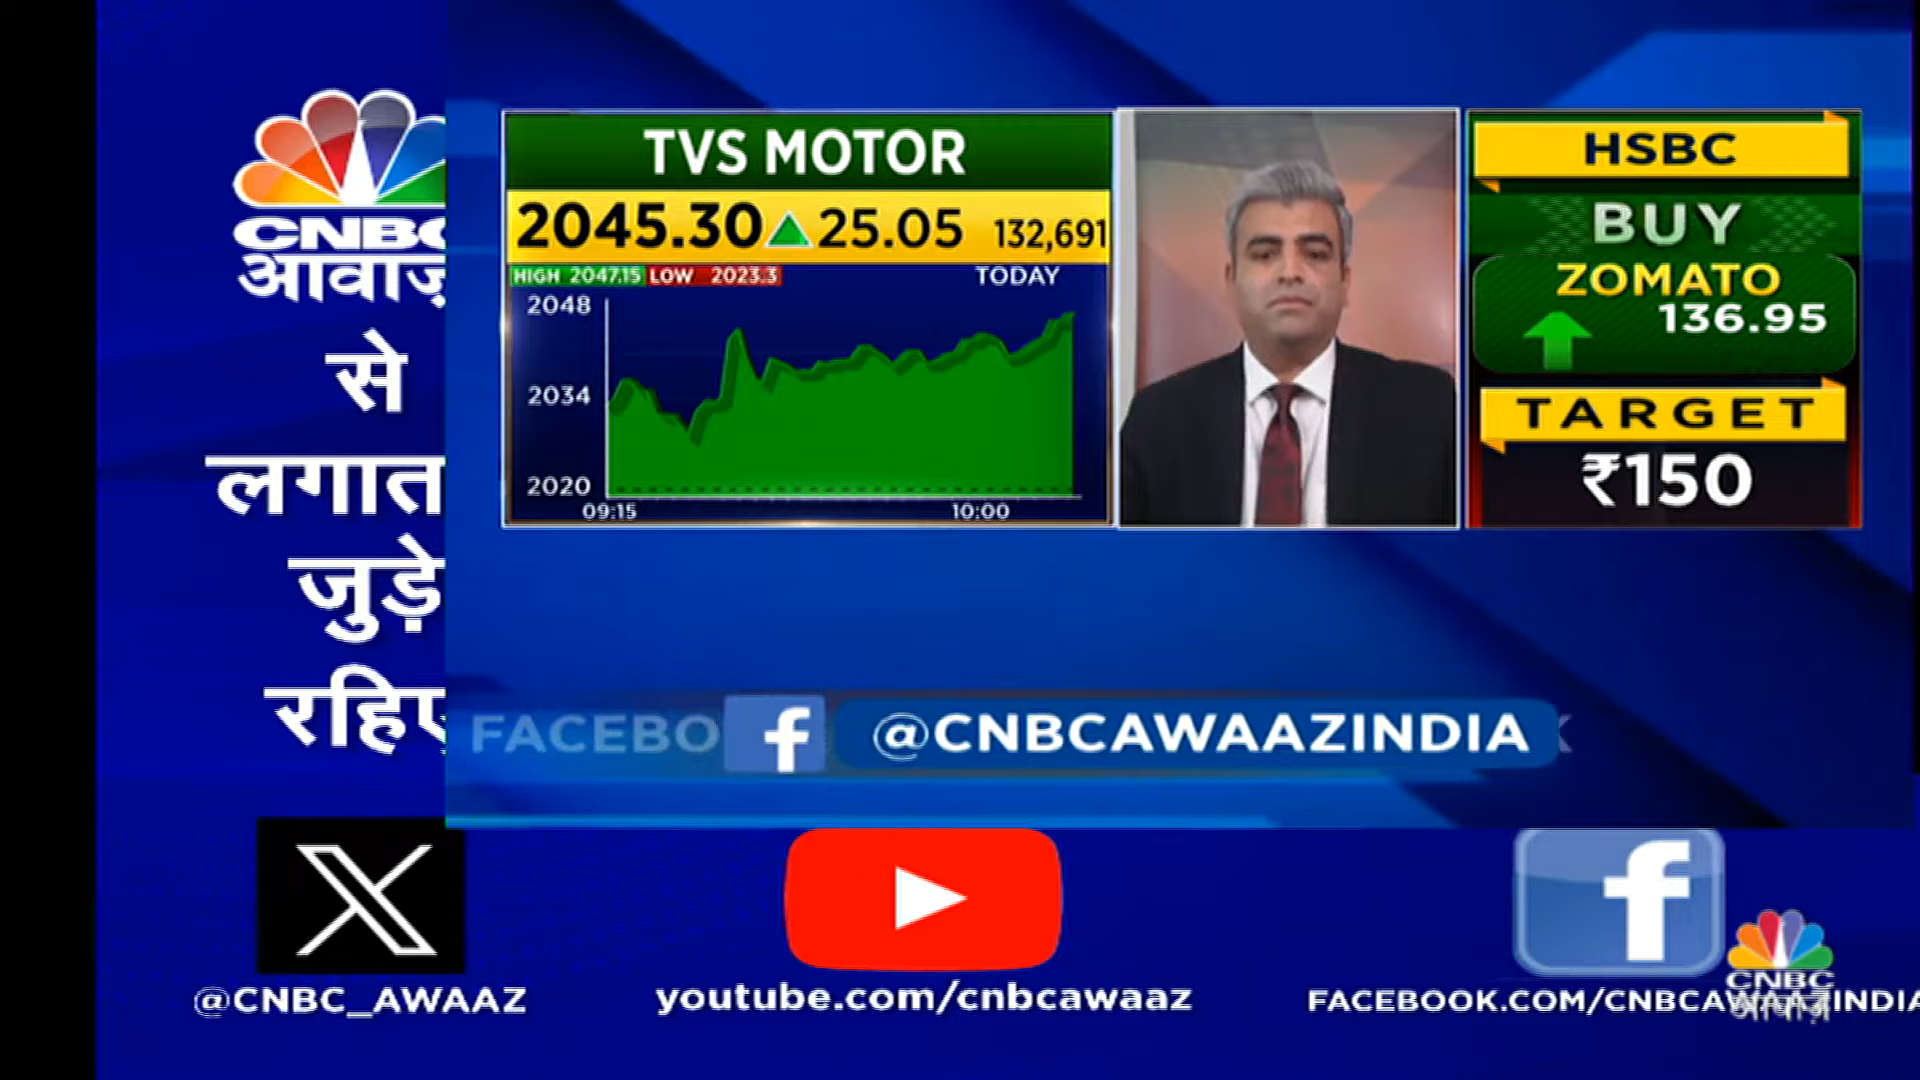 CNBC
आवाज़
से
जुड़े
TVS MOTOR
2045.30 25.05 132,691
HIGH 2047.15 LOW 2023.3 TODAY
2048
2034
2020
09:15 10:00
HSBC
BUY
ZOMATO
136.95
TARGET
₹150
FACEBO f @CNBCAWAAZINDIA K
X
f
@CNBC_AWAAZ
youtube.com/cnbcawaaz
FACEBOOK.COM/CNBCAWAAZINDIA
CNBC
आवाज़